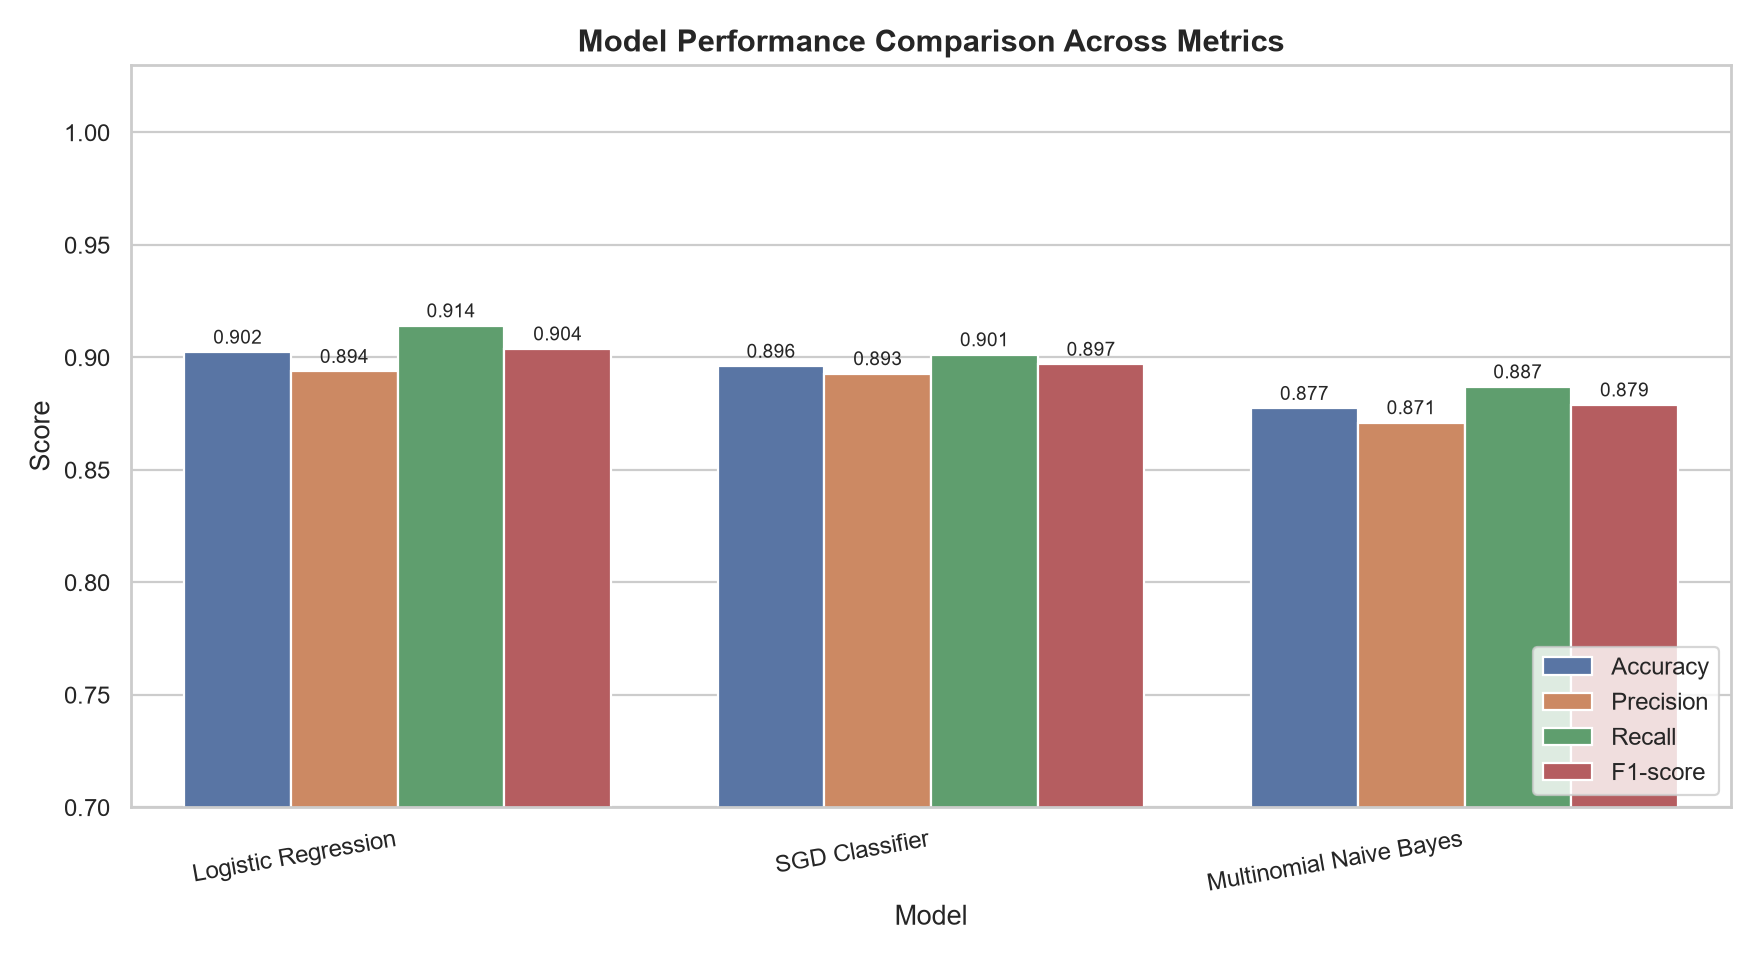 Model Performance Comparison Across Metrics
Score
1.00
0.95
0.90
0.85
0.80
0.75
0.70
0.902
0.894
0.914
0.904
0.896
0.893
0.901
0.897
0.877
0.871
0.887
0.879
Accuracy
Precision
Recall
F1-score
Logistic Regression
SGD Classifier
Multinomial Naive Bayes
Model